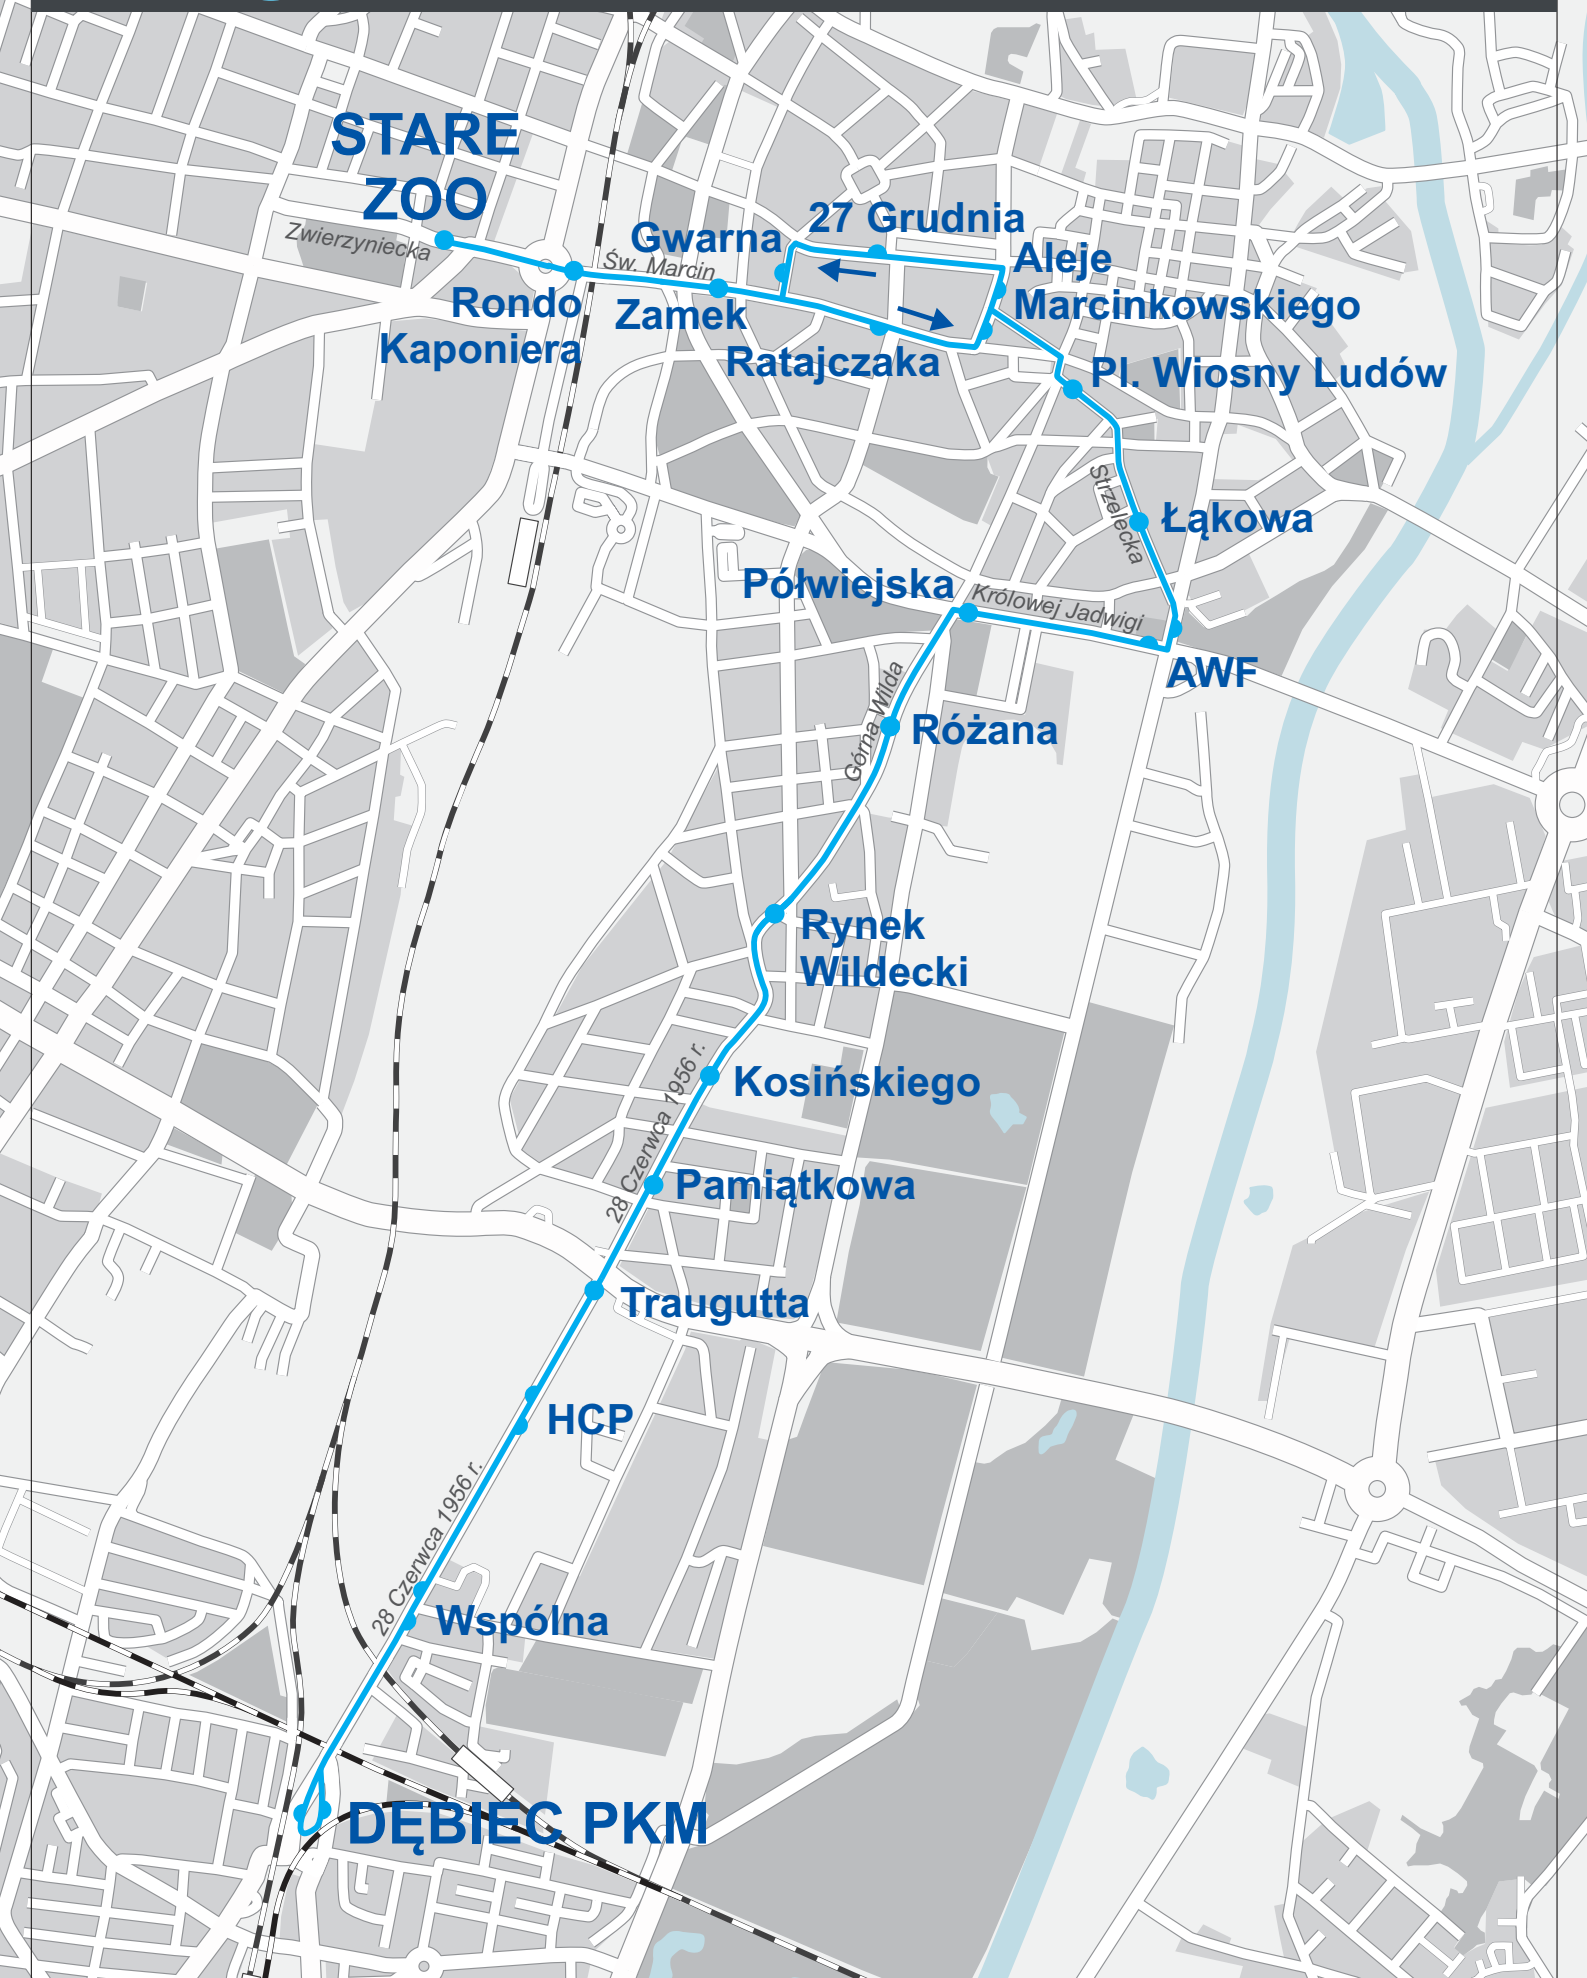 STARE
ZOO
Zwierzyniecka
Rondo
Kaponiera
Św. Marcin
Zamek
Gwarna
27 Grudnia
Aleje
Marcinkowskiego
Ratajczaka
Pl. Wiosny Ludów
Strzelecka
Łąkowa
Półwiejska
Królowej Jadwigi
AWF
Górna Wilda
Różana
Rynek
Wildecki
28 Czerwca 1956 r.
Kosińskiego
Pamiątkowa
Traugutta
HCP
28 Czerwca 1956 r.
Wspólna
DĘBIEC PKM